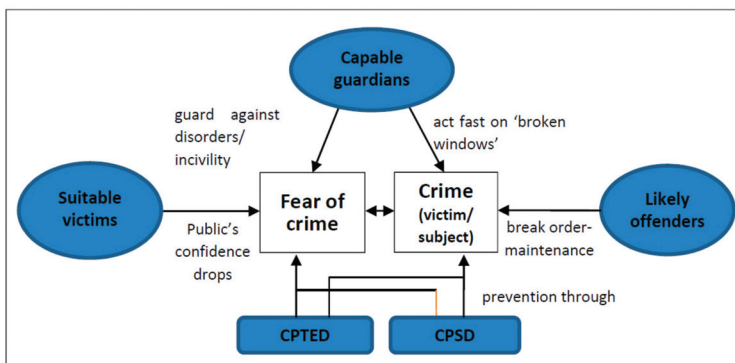 Capable
guardians
guard against
disorders/
incivility
act fast on ‘broken
windows’
Suitable
victims
Fear of
crime
Crime
(victim/
subject)
Likely
offenders
Public’s
confidence
drops
break order-
maintenance
prevention through
CPTED
CPSD